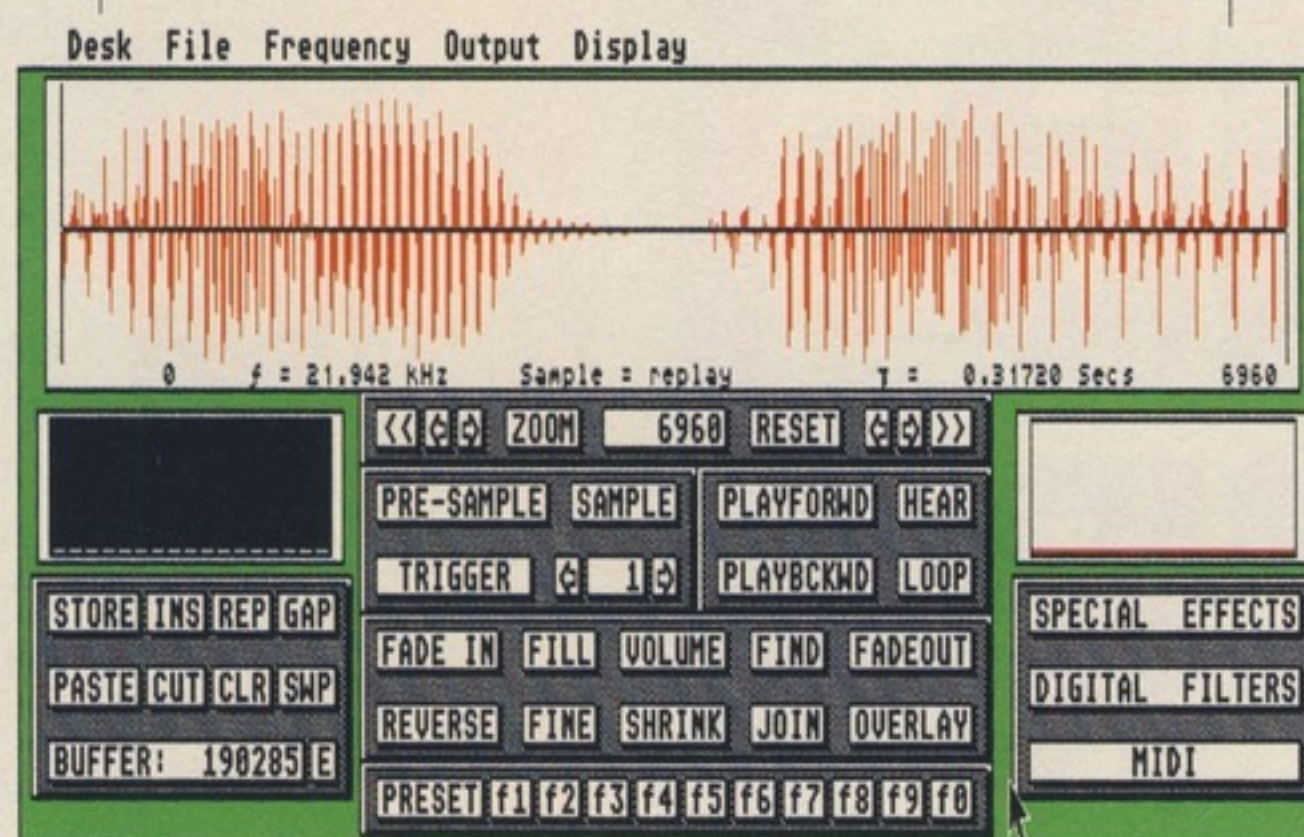 Desk File Frequency Output Display
0 f = 21.942 kHz Sample = replay T = 0.31720 Secs 6960
<< ZOOM 6960 RESET >>
PRE-SAMPLE SAMPLE PLAYFORWD HEAR
TRIGGER 1 PLAYBCKWD LOOP
STORE INS REP GAP
PASTE CUT CLR SWP
BUFFER: 190285 E
FADE IN FILL VOLUME FIND FADEOUT
REVERSE FINE SHRINK JOIN OVERLAY
PRESET f1 f2 f3 f4 f5 f6 f7 f8 f9 f0
SPECIAL EFFECTS
DIGITAL FILTERS
MIDI